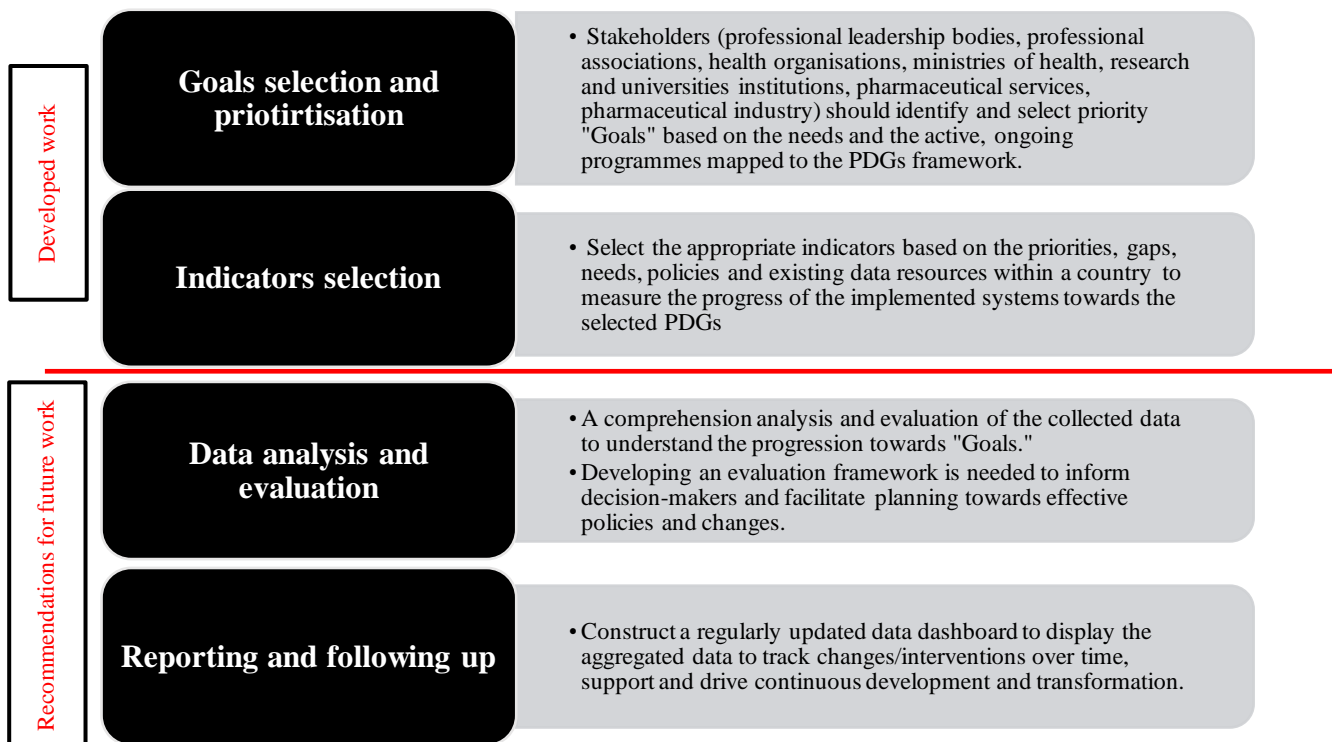 Developed work
Goals selection and
priotirtisation
• Stakeholders (professional leadership bodies, professional
associations, health organisations, ministries of health, research
and universities institutions, pharmaceutical services,
pharmaceutical industry) should identify and select priority
"Goals" based on the needs and the active, ongoing
programmes mapped to the PDGs framework.
Indicators selection
• Select the appropriate indicators based on the priorities, gaps,
needs, policies and existing data resources within a country to
measure the progress of the implemented systems towards the
selected PDGs
Recommendations for future work
Data analysis and
evaluation
• A comprehension analysis and evaluation of the collected data
to understand the progression towards "Goals."
• Developing an evaluation framework is needed to inform
decision-makers and facilitate planning towards effective
policies and changes.
Reporting and following up
• Construct a regularly updated data dashboard to display the
aggregated data to track changes/interventions over time,
support and drive continuous development and transformation.